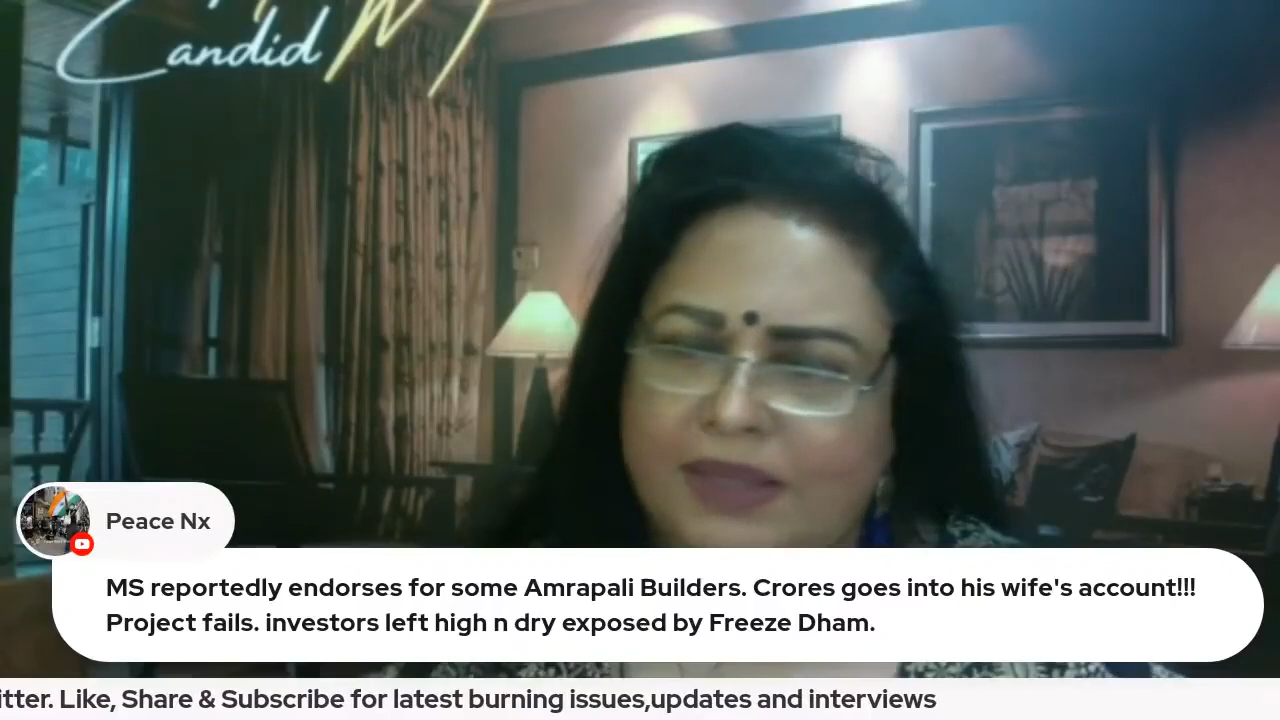 Candid M
Peace Nx
MS reportedly endorses for some Amrapali Builders. Crores goes into his wife's account!!!
Project fails. investors left high n dry exposed by Freeze Dham.
itter. Like, Share & Subscribe for latest burning issues,updates and interviews